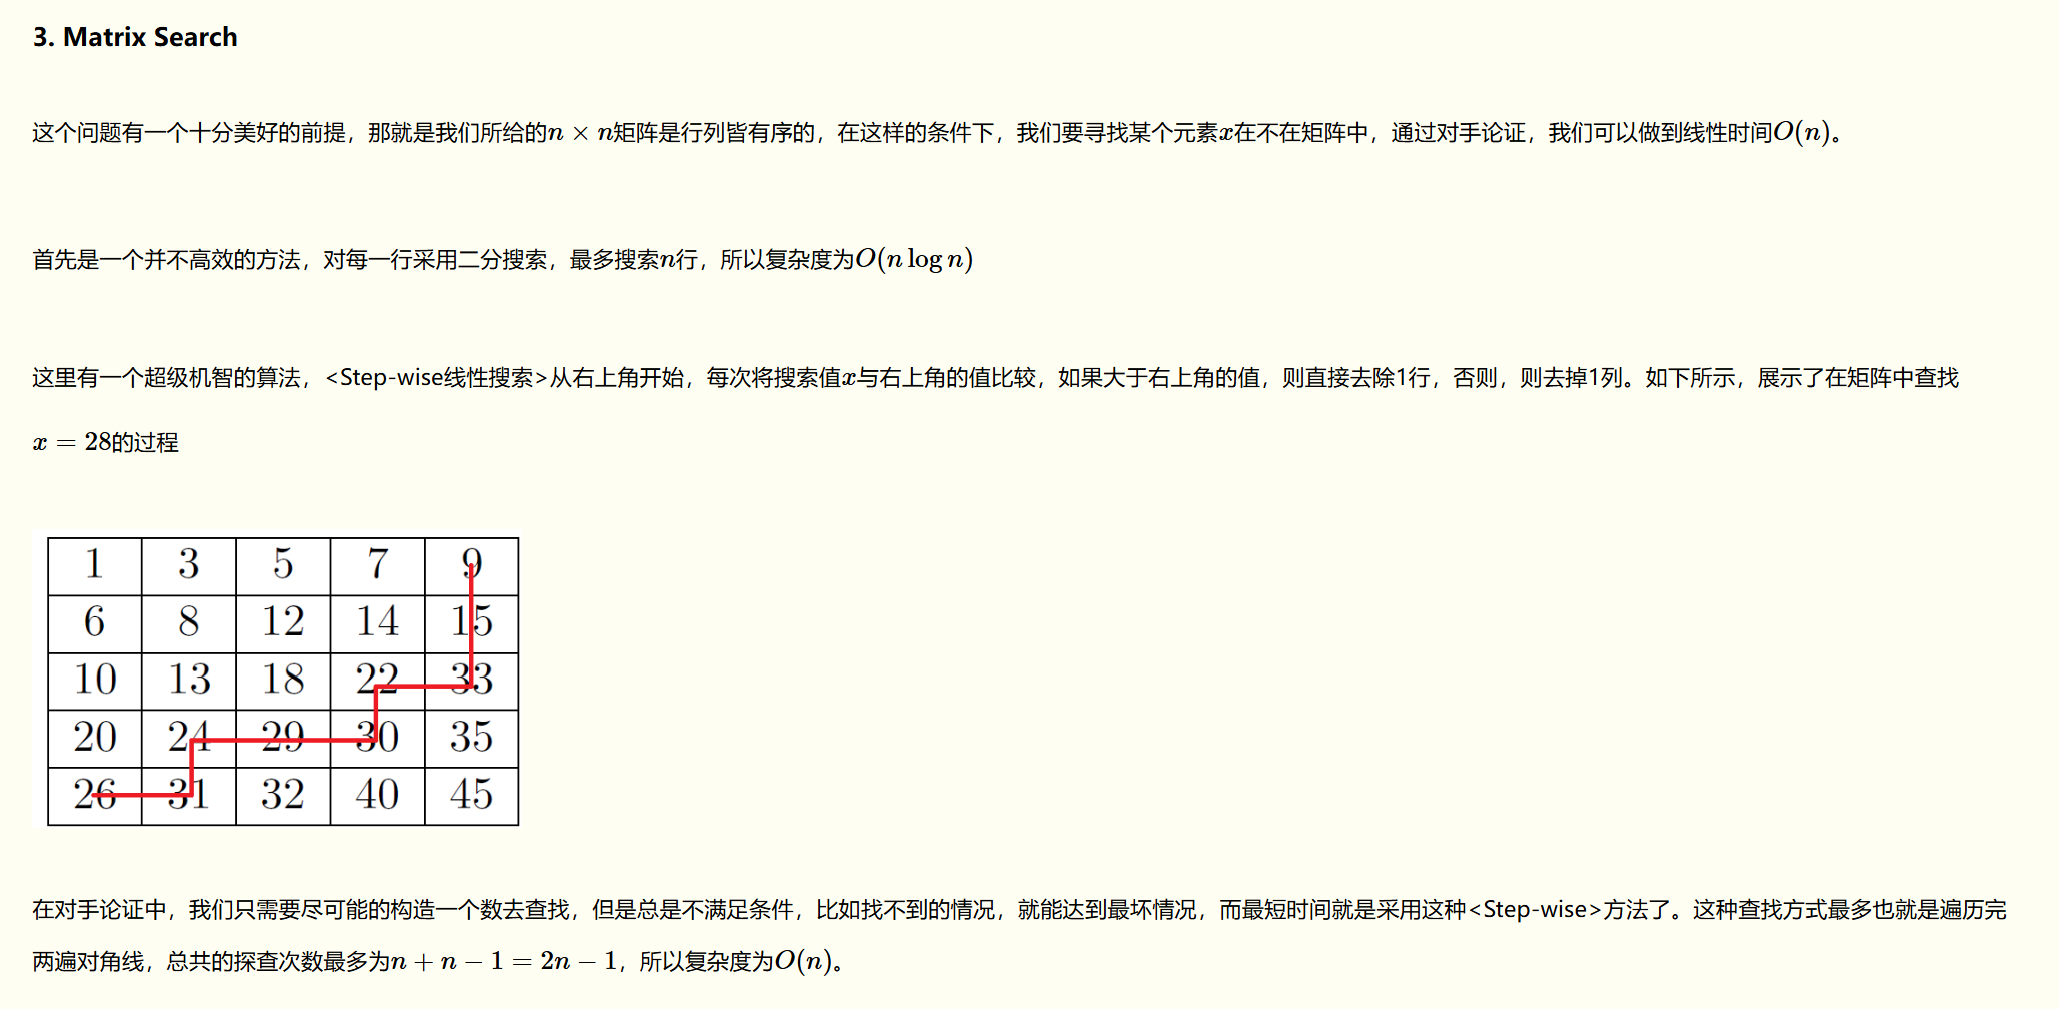 3. Matrix Search
这个问题有一个十分美好的前提，那就是我们所给的n × n矩阵是行列皆有序的，在这样的条件下，我们要寻找某个元素x在不在矩阵中，通过对手论证，我们可以做到线性时间O(n)。
首先是一个并不高效的方法，对每一行采用二分搜索，最多搜索n行，所以复杂度为O(n log n)
这里有一个超级机智的算法，<Step-wise线性搜索>从右上角开始，每次将搜索值x与右上角的值比较，如果大于右上角的值，则直接去除1行，否则，则去掉1列。如下所示，展示了在矩阵中查找
x = 28的过程
1 3 5 7 9
6 8 12 14 15
10 13 18 22 33
20 24 29 30 35
26 31 32 40 45
在对手论证中，我们只需要尽可能的构造一个数去查找，但是总是不满足条件，比如找不到的情况，就能达到最坏情况，而最短时间就是采用这种<Step-wise>方法了。这种查找方式最多也就是遍历完
两遍对角线，总共的探查次数最多为n + n − 1 = 2n − 1，所以复杂度为O(n)。